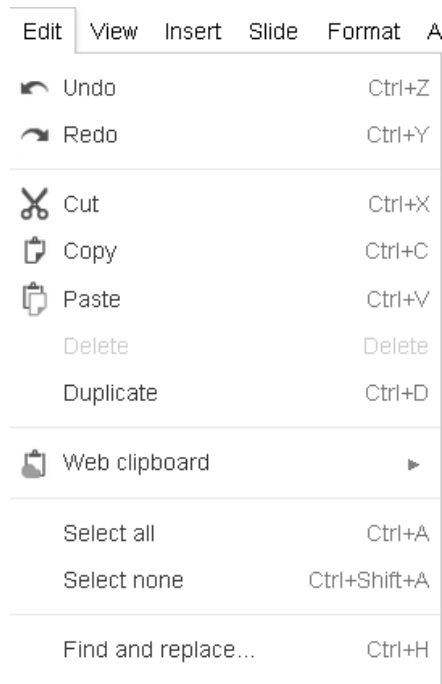 Edit View Insert Slide Format A
Undo Ctrl+Z
Redo Ctrl+Y
Cut Ctrl+X
Copy Ctrl+C
Paste Ctrl+V
Delete Delete
Duplicate Ctrl+D
Web clipboard
Select all Ctrl+A
Select none Ctrl+Shift+A
Find and replace... Ctrl+H